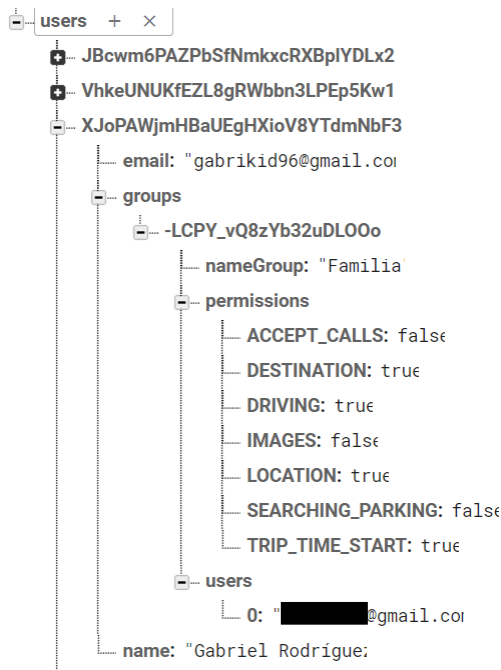 users + ×
JBcwm6PAZPbSfNmkxcRXBpIYDLx2
VhkeUNUKfEZL8gRWbbn3LPEp5Kw1
XJoPAWjmHBaUEgHXioV8YTdmNbF3
email: "gabrikid96@gmail.com
groups
-LCPY_vQ8zYb32uDLOOo
nameGroup: "Familia"
permissions
ACCEPT_CALLS: false
DESTINATION: true
DRIVING: true
IMAGES: false
LOCATION: true
SEARCHING_PARKING: false
TRIP_TIME_START: true
users
0: "@gmail.com
name: "Gabriel Rodríguez